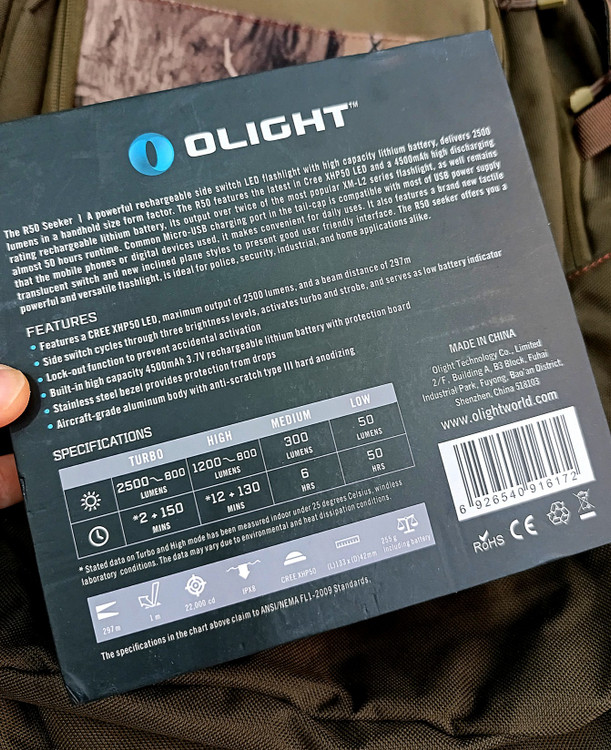 OLIGHT™
The R50 Seeker | A powerful rechargeable side switch LED flashlight with high capacity lithium battery, delivers 2500
lumens in a handhold size form factor. The R50 features the latest in Cree XHP50 LED and a 4500mAh high discharging
rating rechargeable lithium battery, its output over twice of the most popular XM-L2 series flashlight, as well remains
almost 50 hours runtime. Common Micro-USB charging port in the tail-cap is compatible with most of USB power supply
that the mobile phones or digital devices used, it makes convenient for daily uses. It also features a brand new tactile
translucent switch and new inclined plane styles to present good user friendly interface. The R50 seeker offers you a
powerful and versatile flashlight, is ideal for police, security, industrial, and home applications alike.
FEATURES
• Features a CREE XHP50 LED, maximum output of 2500 lumens, and a beam distance of 297m
• Side switch cycles through three brightness levels, activates turbo and strobe, and serves as low battery indicator
• Lock-out function to prevent accidental activation
• Built-in high capacity 4500mAh 3.7V rechargeable lithium battery with protection board
• Stainless steel bezel provides protection from drops
• Aircraft-grade aluminum body with anti-scratch type III hard anodizing
SPECIFICATIONS
TURBO HIGH MEDIUM LOW
2500~800 LUMENS 1200~800 LUMENS 300 LUMENS 50 LUMENS
*2 + 150 MINS *12 + 130 MINS 6 HRS 50 HRS
* Stated data on Turbo and High mode has been measured indoor under 25 degrees Celsius, windless
laboratory conditions. The data may vary due to environmental and heat dissipation conditions.
297 m 1 m 22,000 cd IPX8 CREE XHP50 (L)133 x (D)42mm 255 g including battery
The specifications in the chart above claim to ANSI/NEMA FL1-2009 Standards.
MADE IN CHINA
Olight Technology Co., Limited
2/F, Building A, B3 Block, Fuhai
Industrial Park, Fuyong, Bao'an District,
Shenzhen, China 518103
www.olightworld.com
6 926540 916172
RoHS CE